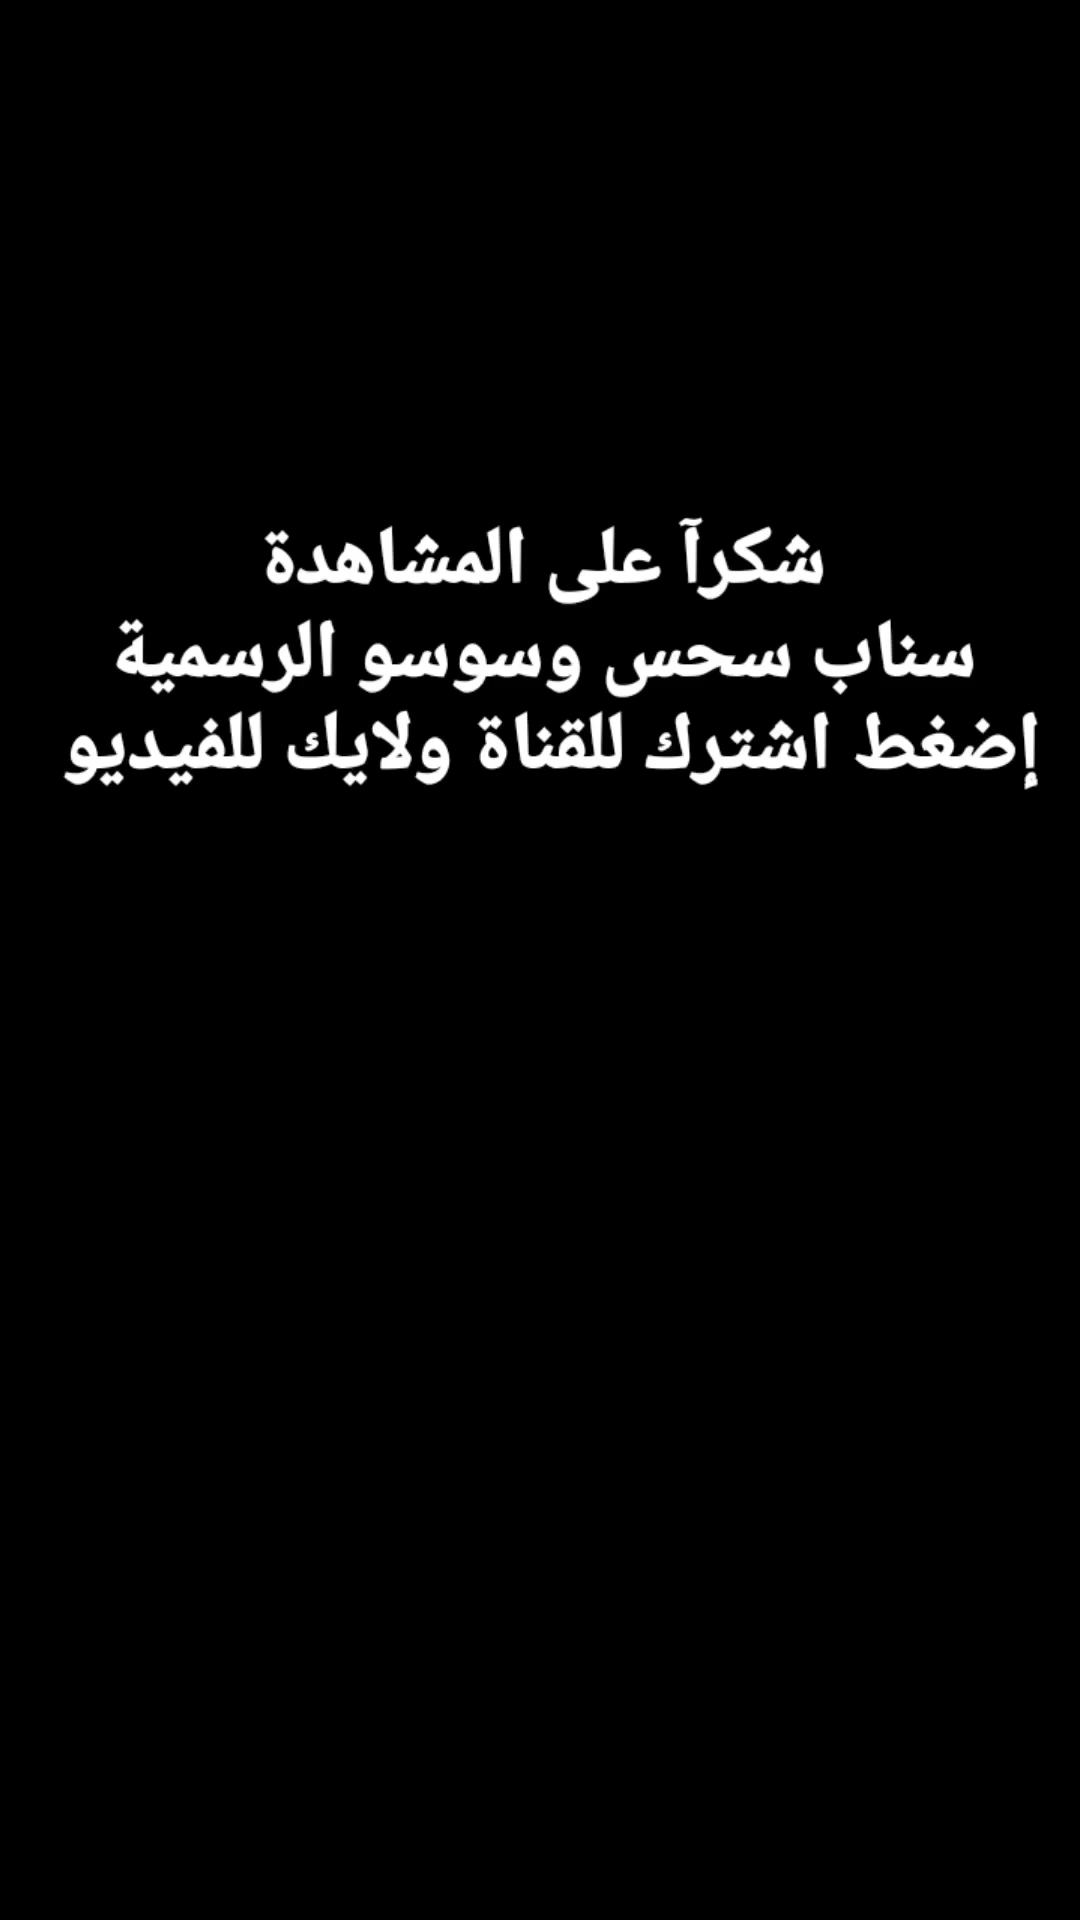 شكرآ على المشاهدة
سناب سحس وسوسو الرسمية
إضغط اشترك للقناة ولايك للفيديو